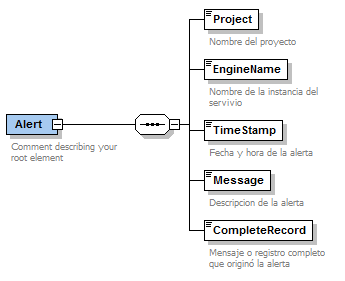 Project
Nombre del proyecto
EngineName
Nombre de la instancia del
servivio
Alert
Comment describing your
root element
TimeStamp
Fecha y hora de la alerta
Message
Descripcion de la alerta
CompleteRecord
Mensaje o registro completo
que originó la alerta